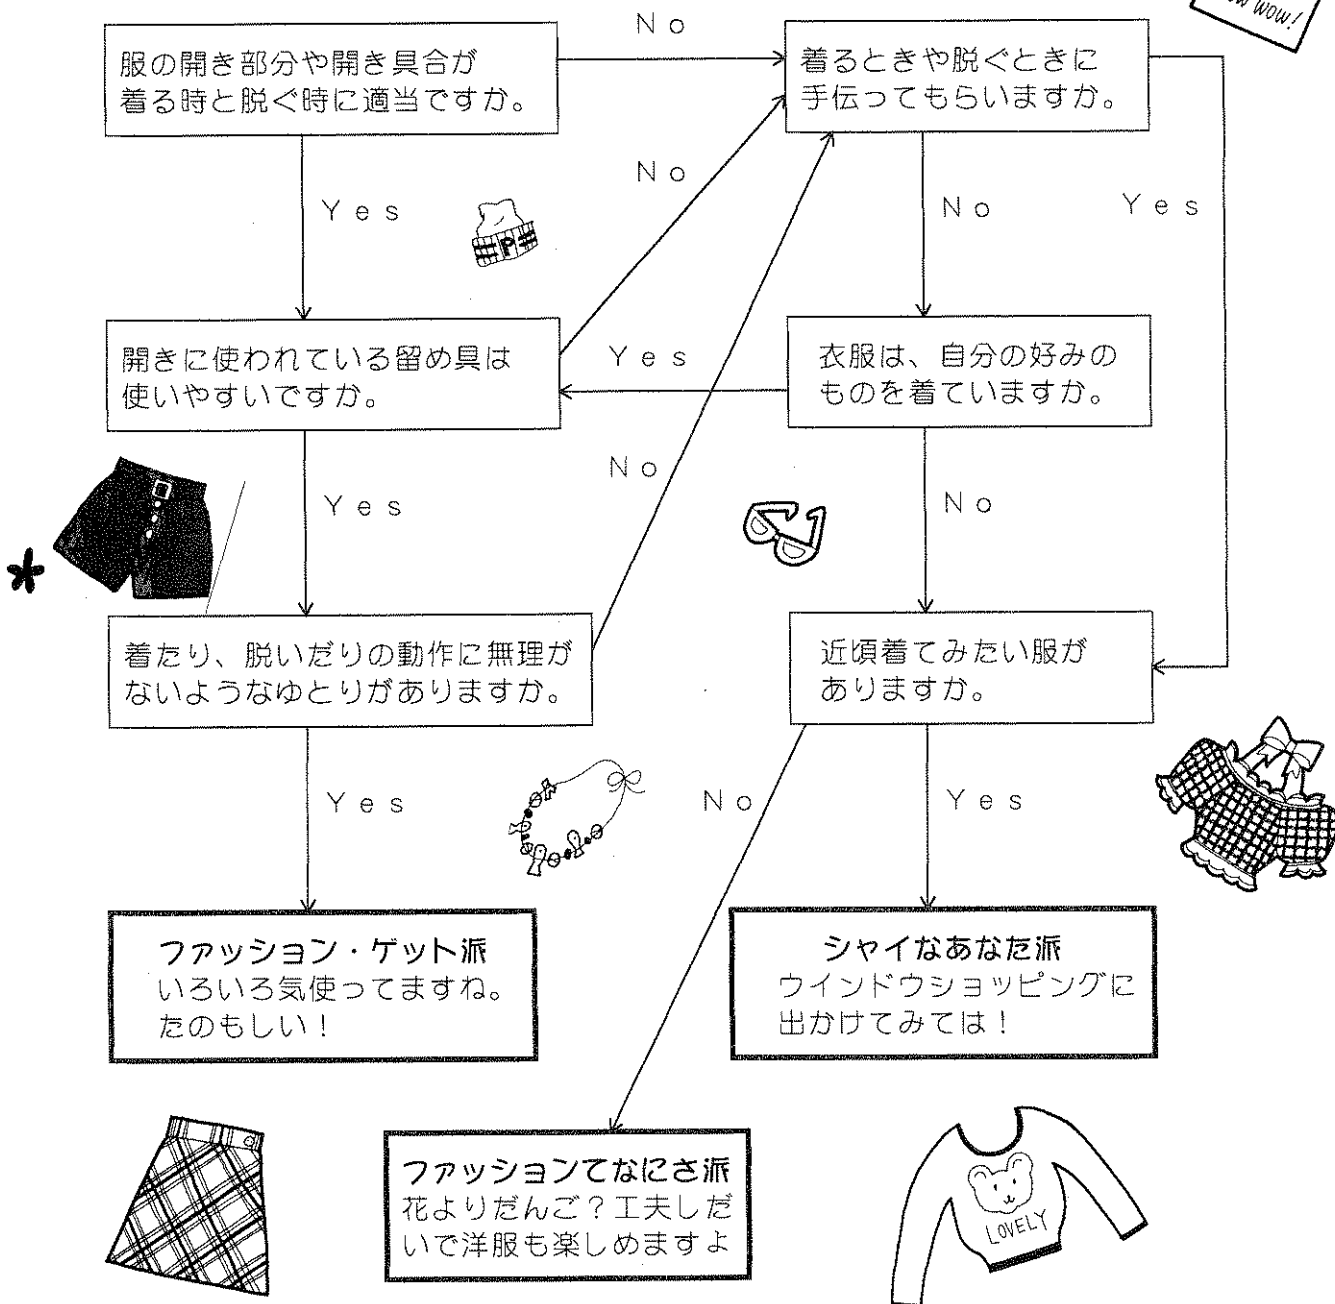 wow!
No
服の開き部分や開き具合が
着る時と脱ぐ時に適当ですか。
着るときや脱ぐときに
手伝ってもらいますか。
No
Yes
No
Yes
P
開きに使われている留め具は
使いやすいですか。
Yes
衣服は、自分の好みの
ものを着ていますか。
No
Yes
No
着たり、脱いだりの動作に無理が
ないようなゆとりがありますか。
近頃着てみたい服が
ありますか。
Yes
No
Yes
ファッション・ゲット派
いろいろ気使ってますね。
たのもしい!
シャイなあなた派
ウインドウショッピングに
出かけてみては!
ファッションてなにさ派
花よりだんご?工夫しだ
いで洋服も楽しめますよ
LOVELY